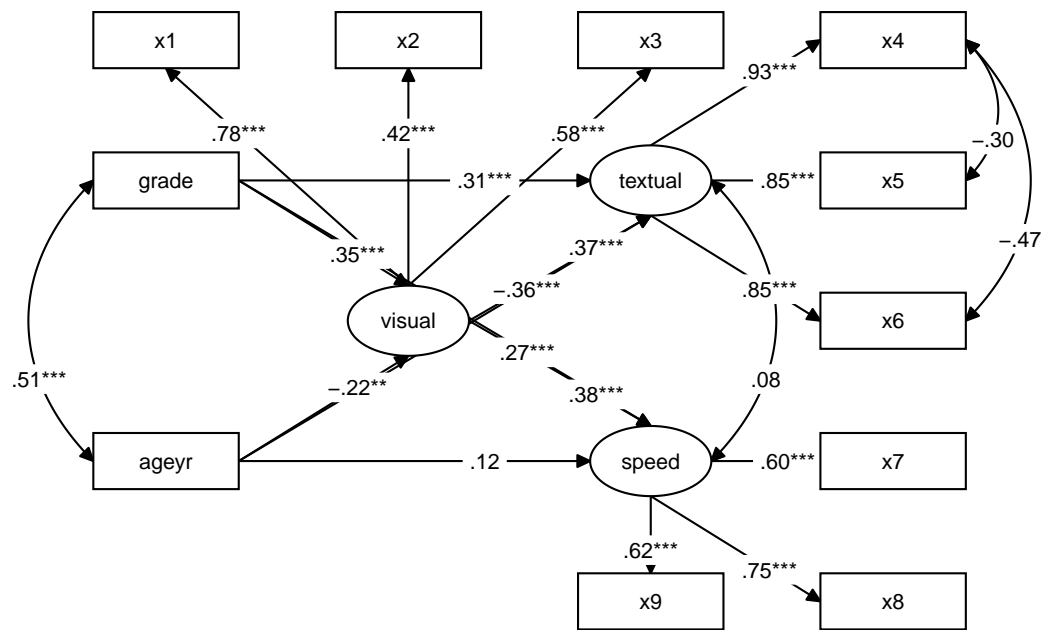 x1
x2
x3
x4
.93***
.78***
.42***
.58***
−.30
grade
.31***
textual
.85***
x5
.35***
.37***
−.47
−.36***
.85***
visual
x6
.27***
.51***
−.22**
.38***
.08
ageyr
.12
speed
.60***
x7
.62***
.75***
x9
x8